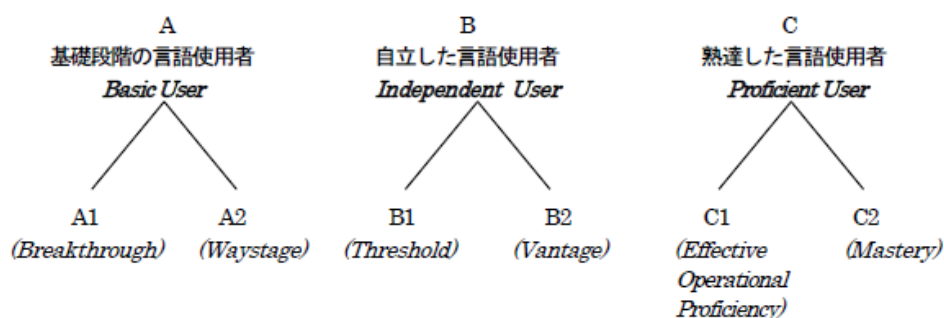 A
基礎段階の言語使用者
Basic User
B
自立した言語使用者
Independent User
C
熟達した言語使用者
Proficient User
A1
(Breakthrough)
A2
(Waystage)
B1
(Threshold)
B2
(Vantage)
C1
(Effective
Operational
Proficiency)
C2
(Mastery)